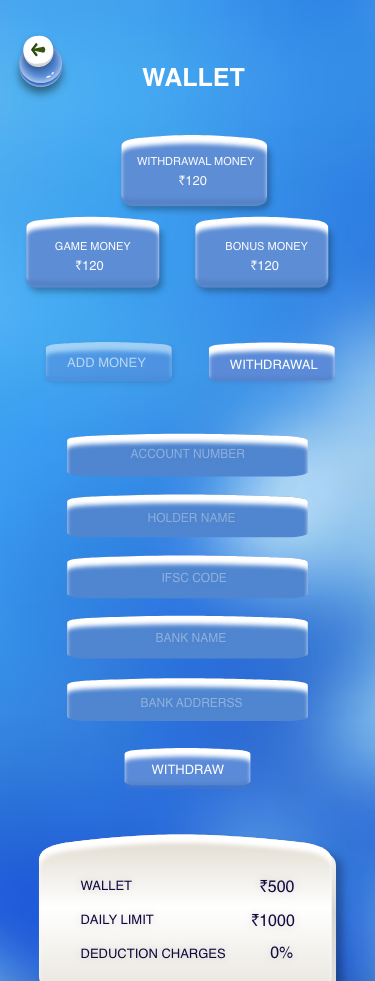 WALLET
WITHDRAWAL MONEY
₹120
GAME MONEY
₹120
BONUS MONEY
₹120
ADD MONEY
WITHDRAWAL
ACCOUNT NUMBER
HOLDER NAME
IFSC CODE
BANK NAME
BANK ADDRERSS
WITHDRAW
WALLET ₹500
DAILY LIMIT ₹1000
DEDUCTION CHARGES 0%